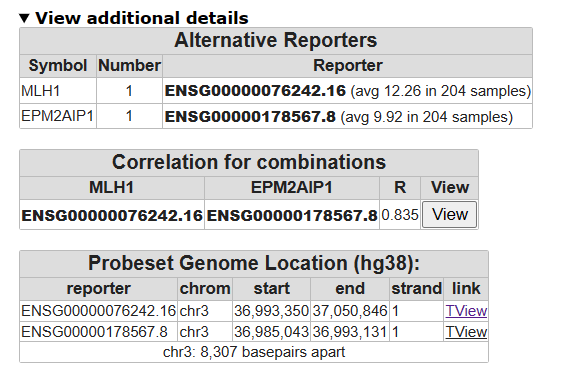 ▼ View additional details
Alternative Reporters
Symbol Number Reporter
MLH1 1 ENSG00000076242.16 (avg 12.26 in 204 samples)
EPM2AIP1 1 ENSG00000178567.8 (avg 9.92 in 204 samples)
Correlation for combinations
MLH1 EPM2AIP1 R View
ENSG00000076242.16 ENSG00000178567.8 0.835 View
Probeset Genome Location (hg38):
reporter chrom start end strand link
ENSG00000076242.16 chr3 36,993,350 37,050,846 1 TView
ENSG00000178567.8 chr3 36,985,043 36,993,131 1 TView
chr3: 8,307 basepairs apart